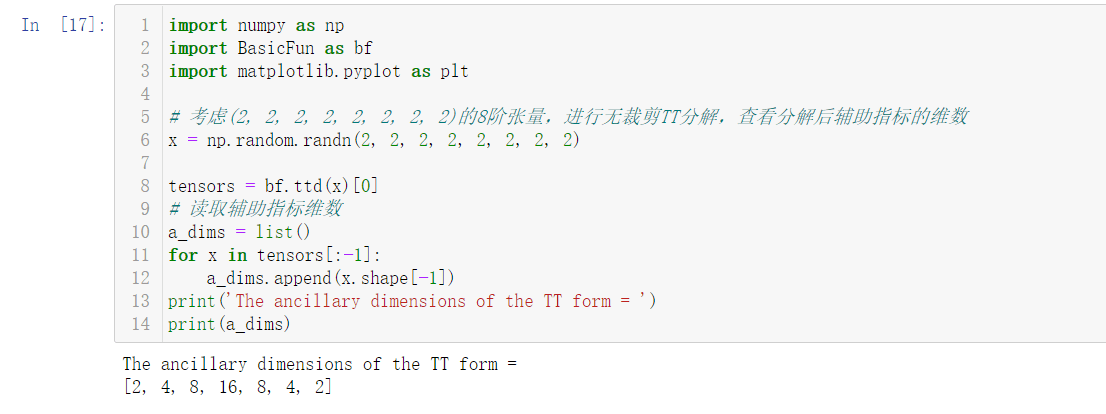 In [17]:
1 import numpy as np
2 import BasicFun as bf
3 import matplotlib.pyplot as plt
4
5 # 考虑(2, 2, 2, 2, 2, 2, 2, 2)的8阶张量，进行无裁剪TT分解，查看分解后辅助指标的维数
6 x = np.random.randn(2, 2, 2, 2, 2, 2, 2, 2)
7
8 tensors = bf.ttd(x)[0]
9 # 读取辅助指标维数
10 a_dims = list()
11 for x in tensors[:-1]:
12     a_dims.append(x.shape[-1])
13 print('The ancillary dimensions of the TT form = ')
14 print(a_dims)
The ancillary dimensions of the TT form =
[2, 4, 8, 16, 8, 4, 2]